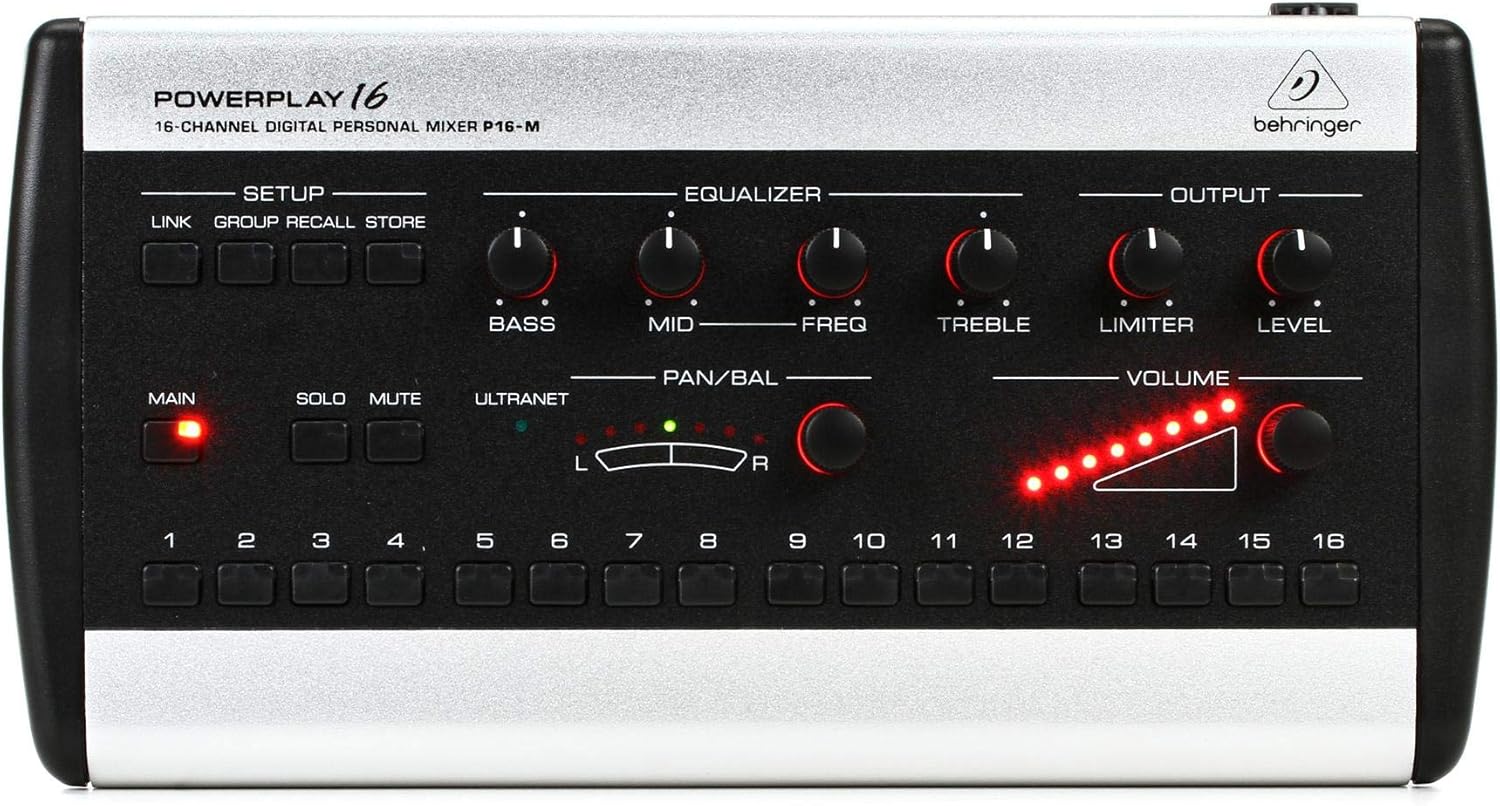 POWERPLAY 16
16-CHANNEL DIGITAL PERSONAL MIXER P16-M
behringer
SETUP EQUALIZER OUTPUT
LINK GROUP RECALL STORE
BASS MID FREQ TREBLE LIMITER LEVEL
PAN/BAL VOLUME
MAIN SOLO MUTE ULTRANET
L R
1 2 3 4 5 6 7 8 9 10 11 12 13 14 15 16